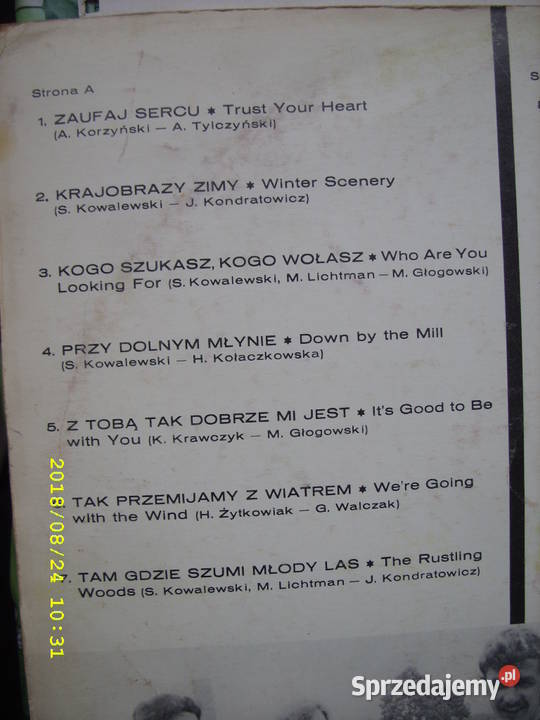 Strona A
1. ZAUFAJ SERCU ✱ Trust Your Heart
(A. Korzyński – A. Tylczyński)
2. KRAJOBRAZY ZIMY ✱ Winter Scenery
(S. Kowalewski – J. Kondratowicz)
3. KOGO SZUKASZ, KOGO WOŁASZ ✱ Who Are You
Looking For (S. Kowalewski, M. Lichtman – M. Głogowski)
4. PRZY DOLNYM MŁYNIE ✱ Down by the Mill
(S. Kowalewski – H. Kołaczkowska)
5. Z TOBĄ TAK DOBRZE MI JEST ✱ It's Good to Be
with You (K. Krawczyk – M. Głogowski)
TAK PRZEMIJAMY Z WIATREM ✱ We're Going
with the Wind (H. Żytkowiak – G. Walczak)
7. TAM GDZIE SZUMI MŁODY LAS ✱ The Rustling
Woods (S. Kowalewski, M. Lichtman – J. Kondratowicz)
2018/08/24 10:31
Sprzedajemy.pl